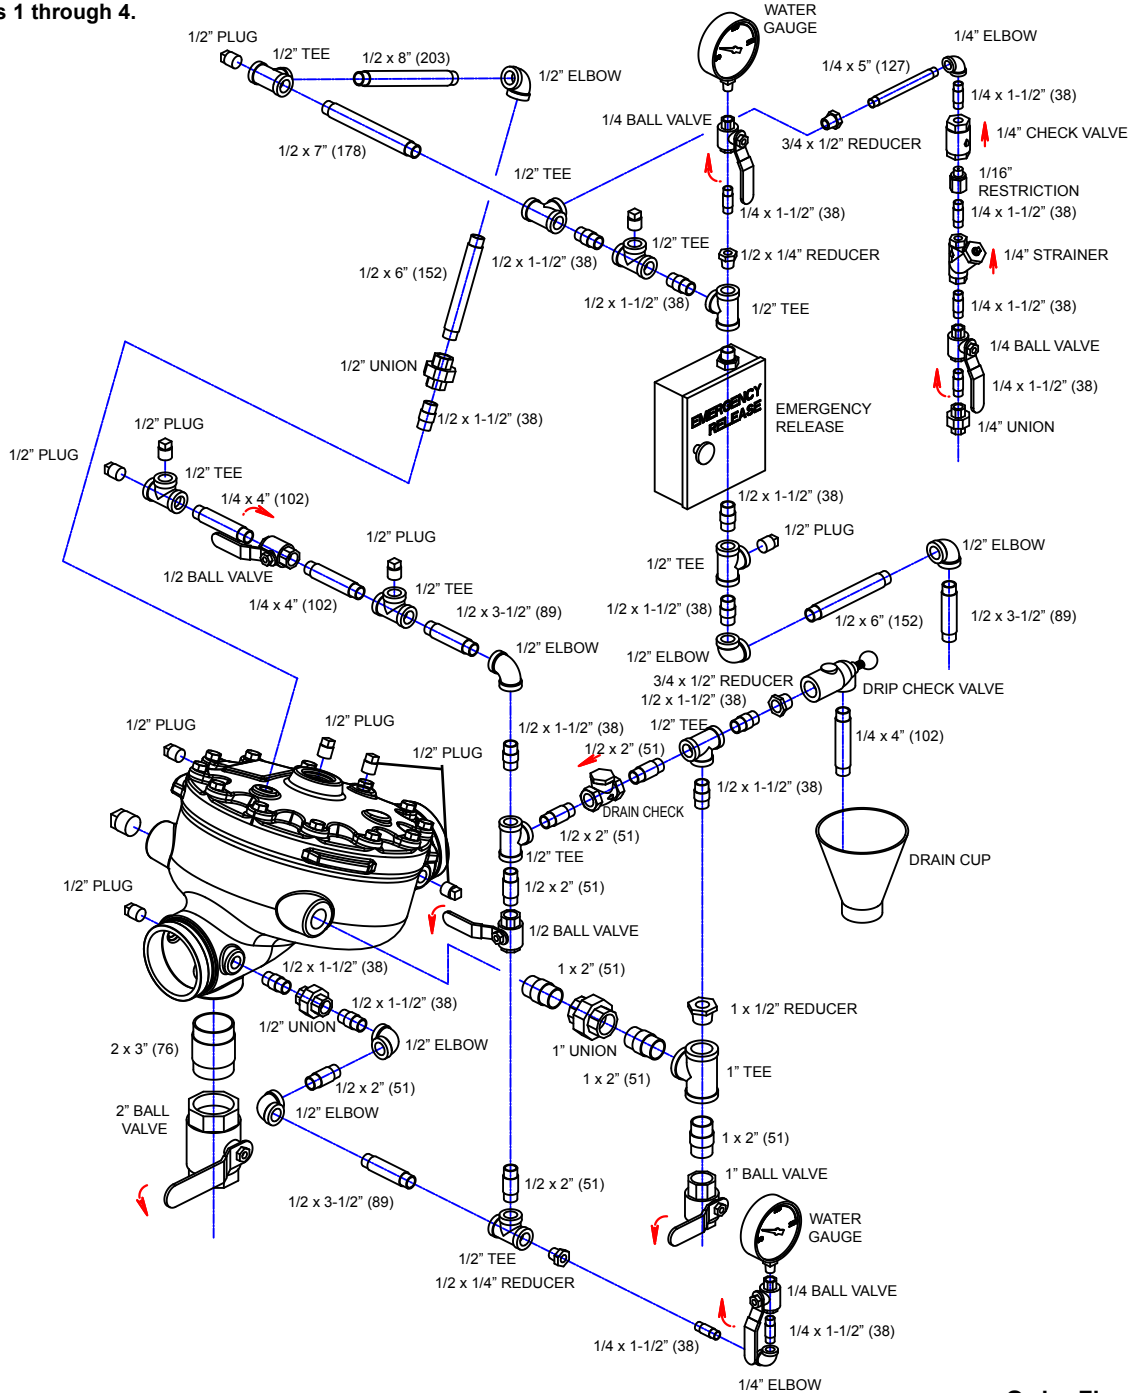 s 1 through 4.
WATER
GAUGE
1/2” PLUG
1/2” TEE
1/2 x 8” (203)
1/2” ELBOW
1/4” ELBOW
1/4 x 5” (127)
1/4 x 1-1/2” (38)
1/4 BALL VALVE
3/4 x 1/2” REDUCER
1/4” CHECK VALVE
1/2 x 7” (178)
1/2” TEE
1/16”
RESTRICTION
1/4 x 1-1/2” (38)
1/4 x 1-1/2” (38)
1/2” TEE
1/2 x 1-1/2” (38)
1/2 x 1/4” REDUCER
1/4” STRAINER
1/2 x 6” (152)
1/2 x 1-1/2” (38)
1/2” TEE
1/4 x 1-1/2” (38)
1/4 BALL VALVE
1/2” UNION
1/4 x 1-1/2” (38)
EMERGENCY
RELEASE
EMERGENCY
RELEASE
1/2 x 1-1/2” (38)
1/4” UNION
1/2” PLUG
1/2” PLUG
1/2” TEE
1/4 x 4” (102)
1/2 x 1-1/2” (38)
1/2” PLUG
1/2” PLUG
1/2” ELBOW
1/2 BALL VALVE
1/2” TEE
1/2” TEE
1/4 x 4” (102)
1/2 x 3-1/2” (89)
1/2 x 1-1/2” (38)
1/2 x 6” (152)
1/2 x 3-1/2” (89)
1/2” ELBOW
1/2” ELBOW
3/4 x 1/2” REDUCER
DRIP CHECK VALVE
1/2 x 1-1/2” (38)
1/2” PLUG
1/2” PLUG
1/2 x 1-1/2” (38)
1/2” TEE
1/4 x 4” (102)
1/2” PLUG
1/2 x 2” (51)
1/2 x 1-1/2” (38)
DRAIN CHECK
1/2 x 2” (51)
1/2” TEE
DRAIN CUP
1/2” PLUG
1/2 x 2” (51)
1/2 BALL VALVE
1/2 x 1-1/2” (38)
1 x 2” (51)
1/2 x 1-1/2” (38)
1 x 1/2” REDUCER
1/2” UNION
2 x 3” (76)
1/2” ELBOW
1” UNION
1” TEE
1/2 x 2” (51)
1 x 2” (51)
2” BALL
VALVE
1/2” ELBOW
1 x 2” (51)
1” BALL VALVE
1/2 x 2” (51)
1/2 x 3-1/2” (89)
WATER
GAUGE
1/2” TEE
1/2 x 1/4” REDUCER
1/4 BALL VALVE
1/4 x 1-1/2” (38)
1/4 x 1-1/2” (38)
1/4” ELBOW